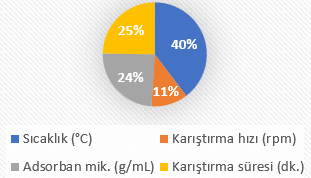 25%
40%
24%
11%
Sıcaklık (°C) Karıştırma hızı (rpm)
Adsorban mik. (g/mL) Karıştırma süresi (dk.)